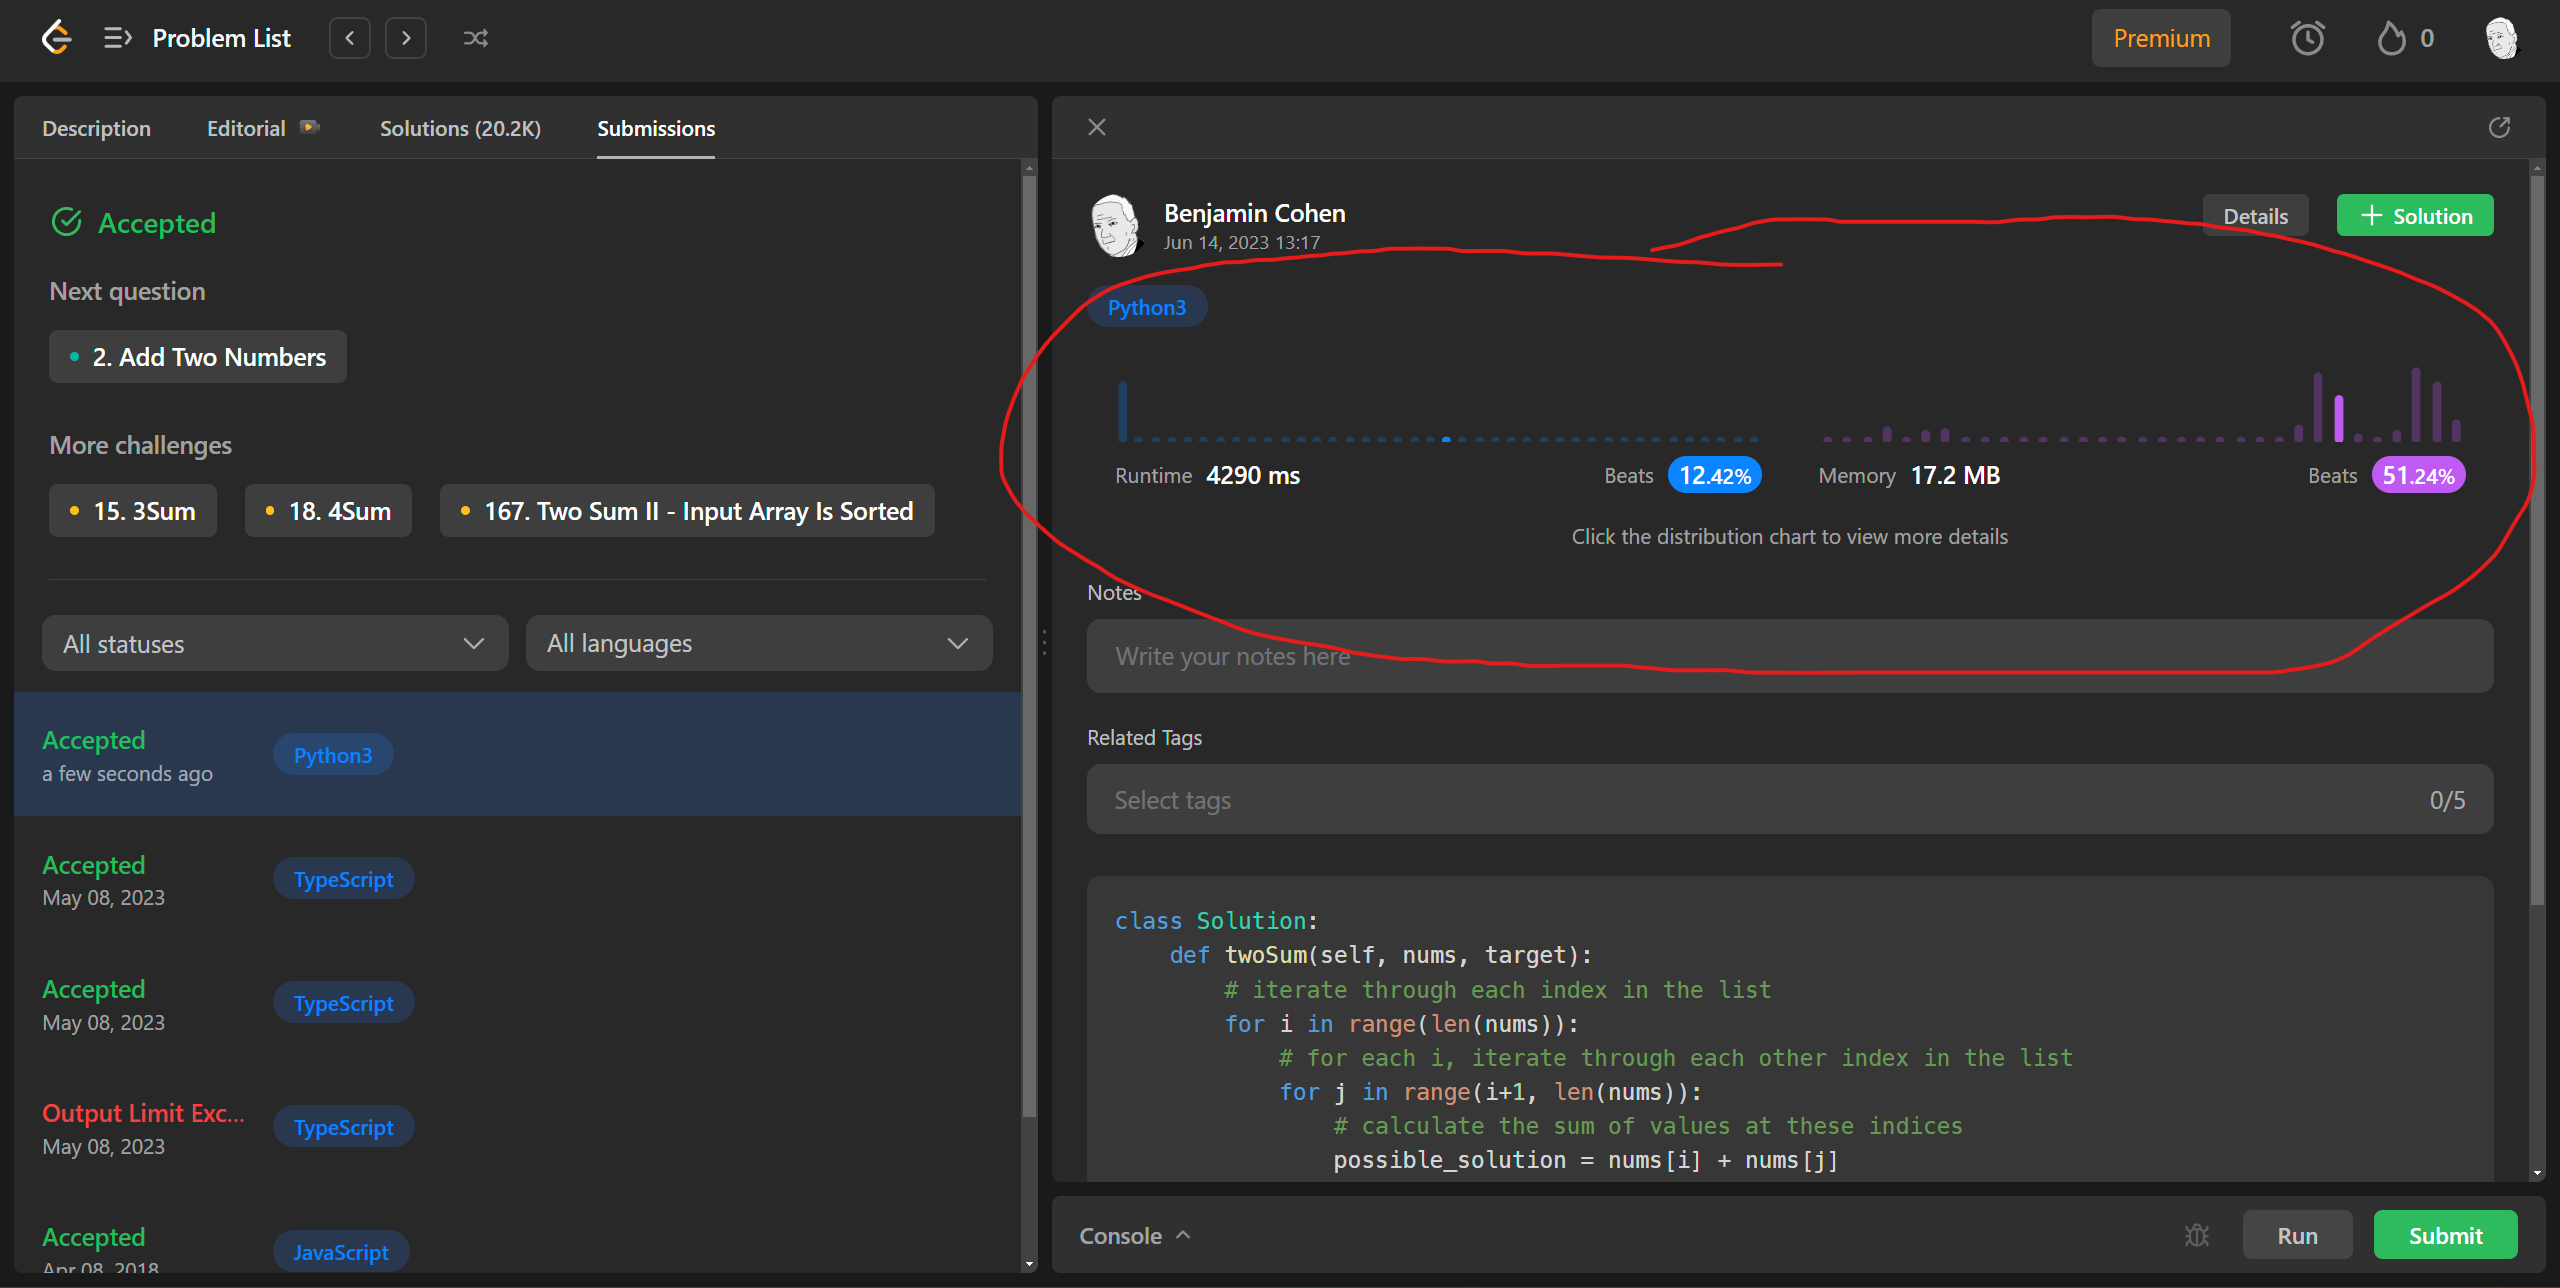 Problem List
Premium
0
Description Editorial Solutions (20.2K) Submissions
Accepted
Next question
2. Add Two Numbers
More challenges
15. 3Sum 18. 4Sum 167. Two Sum II - Input Array Is Sorted
All statuses All languages
Accepted
a few seconds ago
Python3
Accepted
May 08, 2023
TypeScript
Accepted
May 08, 2023
TypeScript
Output Limit Exc...
May 08, 2023
TypeScript
Accepted
Apr 08, 2018
JavaScript
Benjamin Cohen
Jun 14, 2023 13:17
Details
Solution
Python3
Runtime 4290 ms Beats 12.42% Memory 17.2 MB Beats 51.24%
Click the distribution chart to view more details
Notes
Write your notes here
Related Tags
Select tags 0/5
class Solution:
    def twoSum(self, nums, target):
        # iterate through each index in the list
        for i in range(len(nums)):
            # for each i, iterate through each other index in the list
            for j in range(i+1, len(nums)):
                # calculate the sum of values at these indices
                possible_solution = nums[i] + nums[j]
Console Run Submit